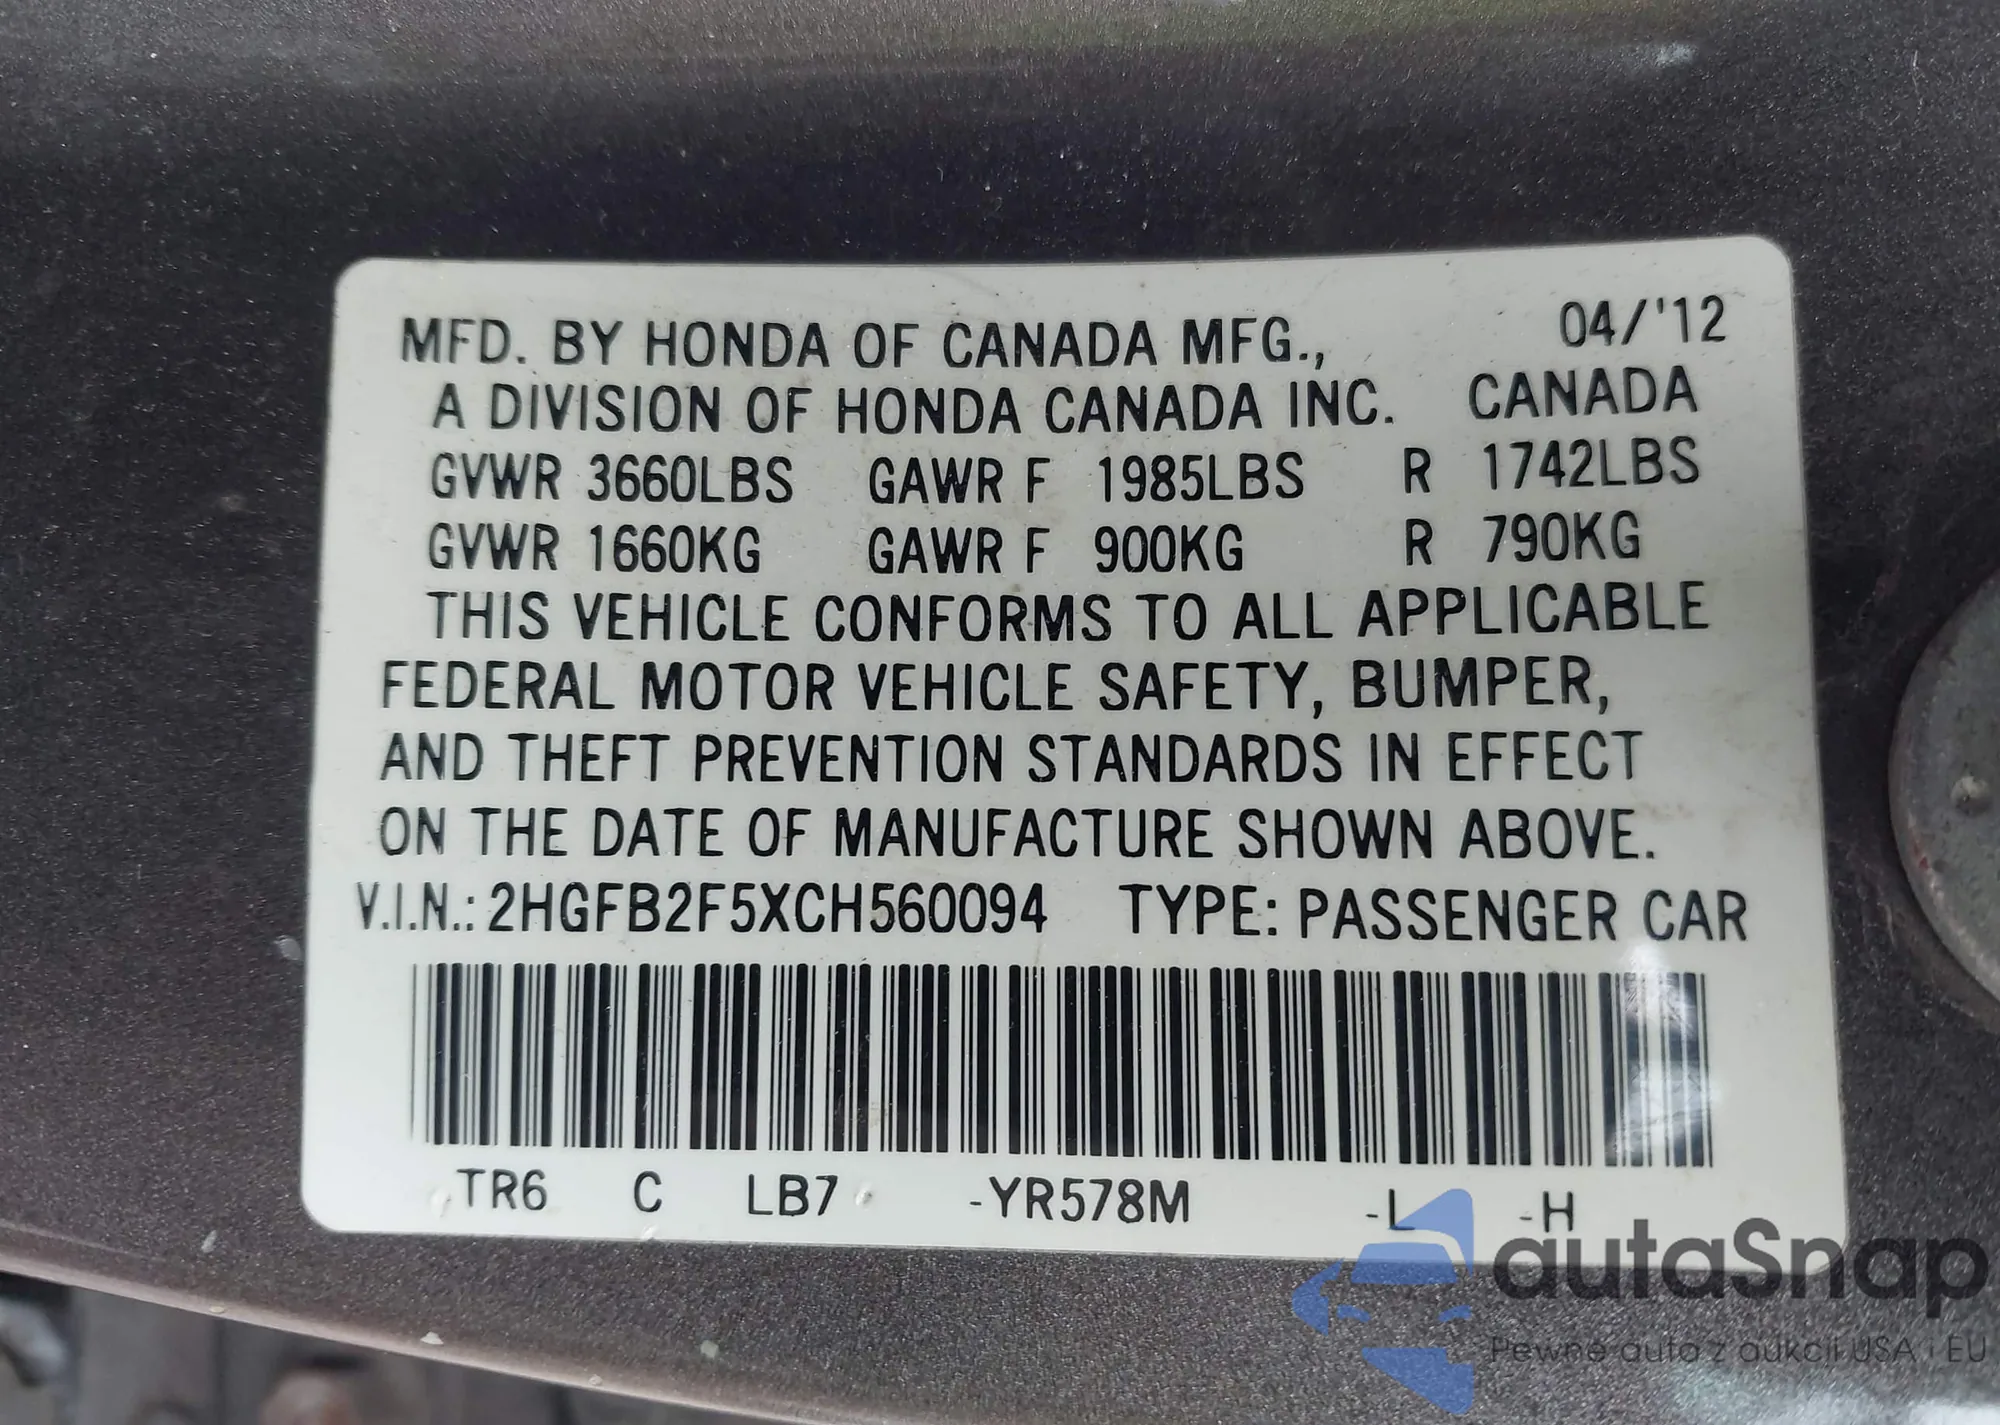 MFD. BY HONDA OF CANADA MFG., 04/'12
A DIVISION OF HONDA CANADA INC. CANADA
GVWR 3660LBS GAWR F 1985LBS R 1742LBS
GVWR 1660KG GAWR F 900KG R 790KG
THIS VEHICLE CONFORMS TO ALL APPLICABLE
FEDERAL MOTOR VEHICLE SAFETY, BUMPER,
AND THEFT PREVENTION STANDARDS IN EFFECT
ON THE DATE OF MANUFACTURE SHOWN ABOVE.
V.I.N.: 2HGFB2F5XCH560094 TYPE: PASSENGER CAR
TR6 C LB7 -YR578M -L -H
autaSnap
Pewne auta z aukcji USA i EU